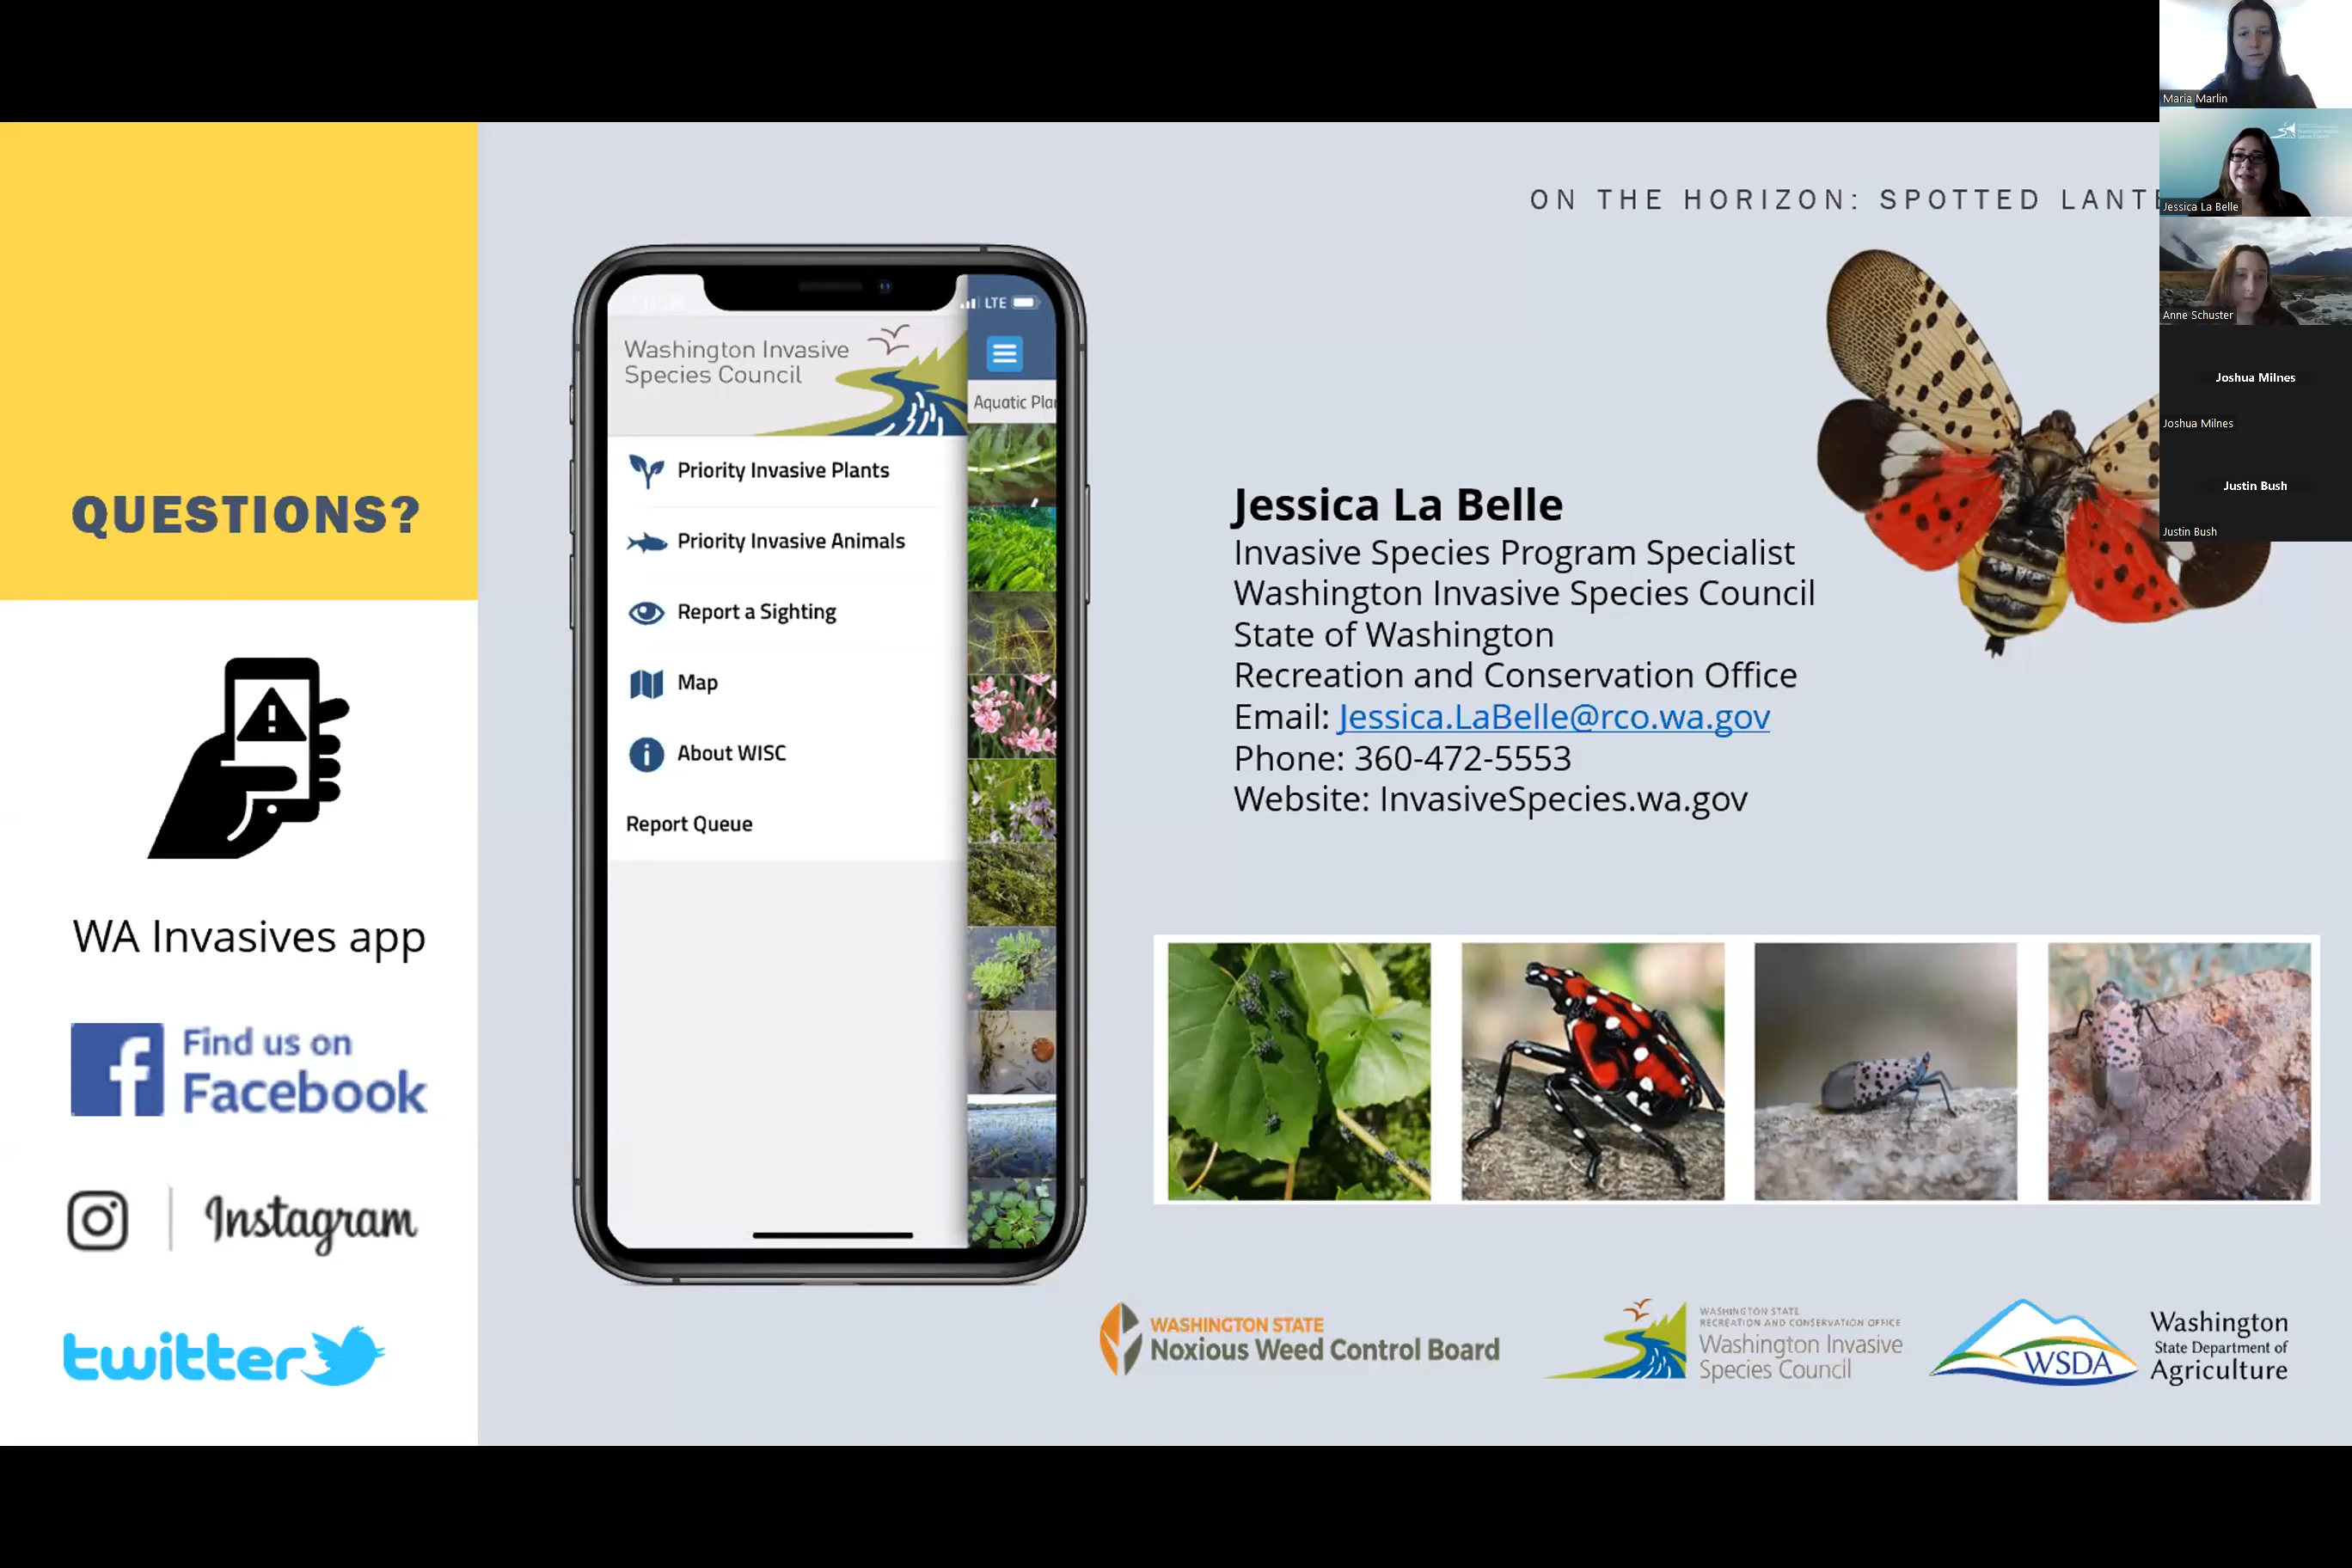 QUESTIONS?
WA Invasives app
Find us on
Facebook
Instagram
twitter
LTE
Washington Invasive
Species Council
Aquatic Pla
Priority Invasive Plants
Priority Invasive Animals
Report a Sighting
Map
About WISC
Report Queue
ON THE HORIZON: SPOTTED LANTE
Jessica La Belle
Invasive Species Program Specialist
Washington Invasive Species Council
State of Washington
Recreation and Conservation Office
Email: Jessica.LaBelle@rco.wa.gov
Phone: 360-472-5553
Website: InvasiveSpecies.wa.gov
WASHINGTON STATE
Noxious Weed Control Board
WASHINGTON STATE
RECREATION AND CONSERVATION OFFICE
Washington Invasive
Species Council
WSDA
Washington
State Department of
Agriculture
Maria Marlin
Jessica La Belle
Anne Schuster
Joshua Milnes
Joshua Milnes
Justin Bush
Justin Bush